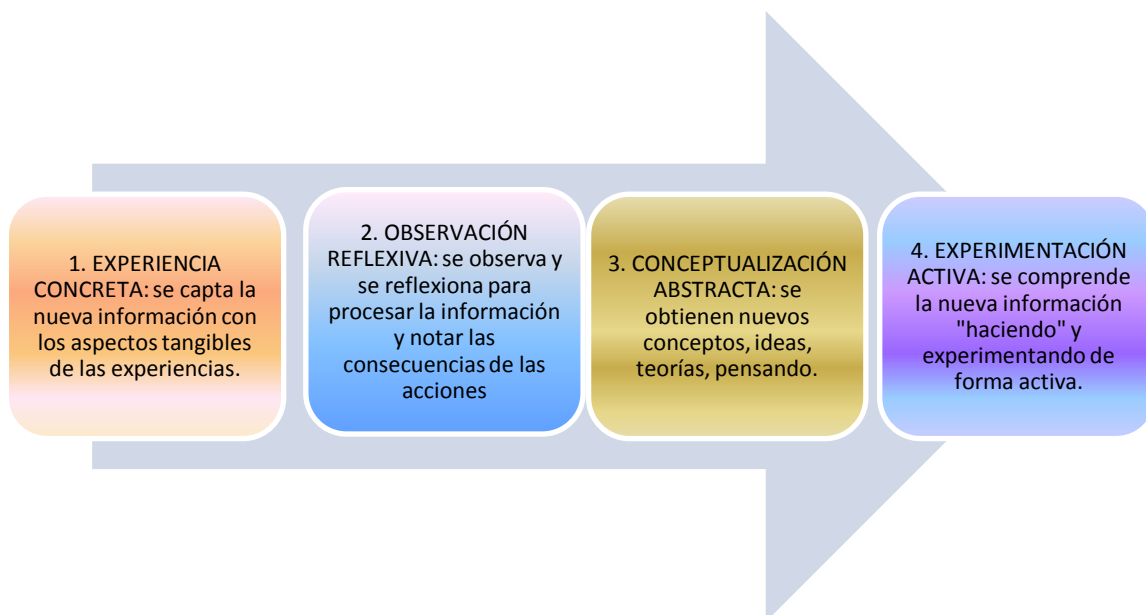 1. EXPERIENCIA
CONCRETA: se capta la
nueva información con
los aspectos tangibles
de las experiencias.
2. OBSERVACIÓN
REFLEXIVA: se observa y
se reflexiona para
procesar la información
y notar las
consecuencias de las
acciones
3. CONCEPTUALIZACIÓN
ABSTRACTA: se
obtienen nuevos
conceptos, ideas,
teorías, pensando.
4. EXPERIMENTACIÓN
ACTIVA: se comprende
la nueva información
"haciendo" y
experimentando de
forma activa.